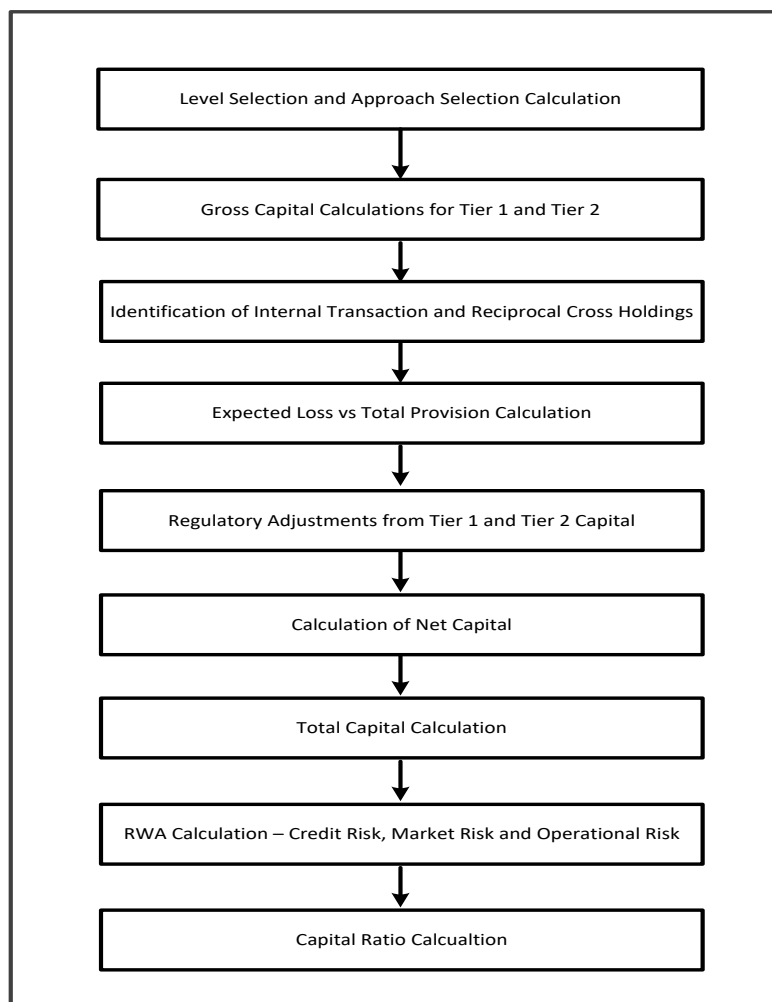 Level Selection and Approach Selection Calculation
Gross Capital Calculations for Tier 1 and Tier 2
Identification of Internal Transaction and Reciprocal Cross Holdings
Expected Loss vs Total Provision Calculation
Regulatory Adjustments from Tier 1 and Tier 2 Capital
Calculation of Net Capital
Total Capital Calculation
RWA Calculation – Credit Risk, Market Risk and Operational Risk
Capital Ratio Calcualtion